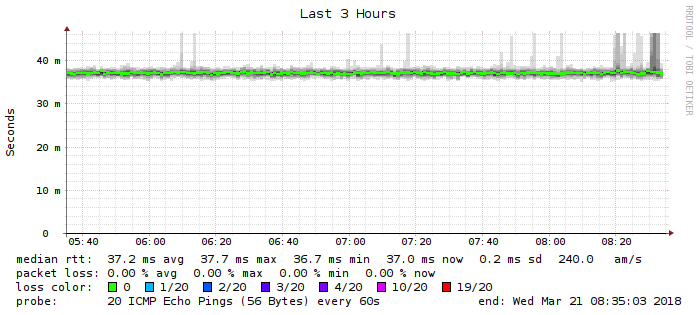 Last 3 Hours
RRDTOOL / TOBI OETIKER
Seconds
40 m
30 m
20 m
10 m
0
05:40 06:00 06:20 06:40 07:00 07:20 07:40 08:00 08:20
median rtt: 37.2 ms avg 37.7 ms max 36.7 ms min 37.0 ms now 0.2 ms sd 240.0 am/s
packet loss: 0.00 % avg 0.00 % max 0.00 % min 0.00 % now
loss color: 0 1/20 2/20 3/20 4/20 10/20 19/20
probe: 20 ICMP Echo Pings (56 Bytes) every 60s end: Wed Mar 21 08:35:03 2018